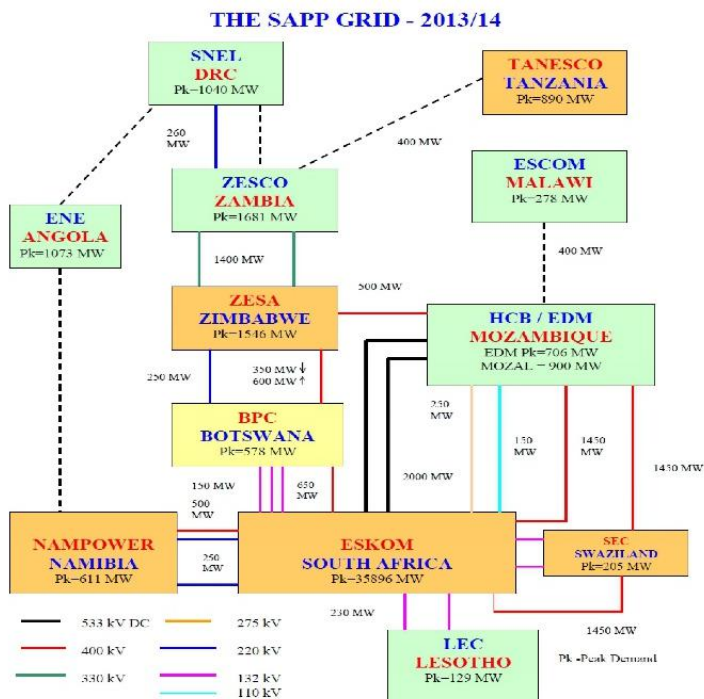 THE SAPP GRID - 2013/14
SNEL
DRC
Pk=1040 MW
TANESCO
TANZANIA
Pk=890 MW
260
MW
400 MW
ESCOM
MALAWI
Pk=278 MW
ZESCO
ZAMBIA
Pk=1681 MW
ENE
ANGOLA
Pk=1073 MW
1400 MW
400 MW
500 MW
ZESA
ZIMBABWE
Pk=1546 MW
HCB / EDM
MOZAMBIQUE
EDM Pk=706 MW
MOZAL = 900 MW
250 MW
350 MW ↓
600 MW ↑
BPC
BOTSWANA
Pk=578 MW
250
MW
150
MW
1450
MW
1450
MW
2000 MW
150 MW
650
MW
500
MW
NAMPOWER
NAMIBIA
Pk=611 MW
250
MW
ESKOM
SOUTH AFRICA
Pk=35896 MW
SEC
SWAZILAND
Pk=205 MW
230 MW
1450 MW
LEC
LESOTHO
Pk=129 MW
Pk -Peak Demand
533 kV DC
400 kV
330 kV
275 kV
220 kV
132 kV
110 kV